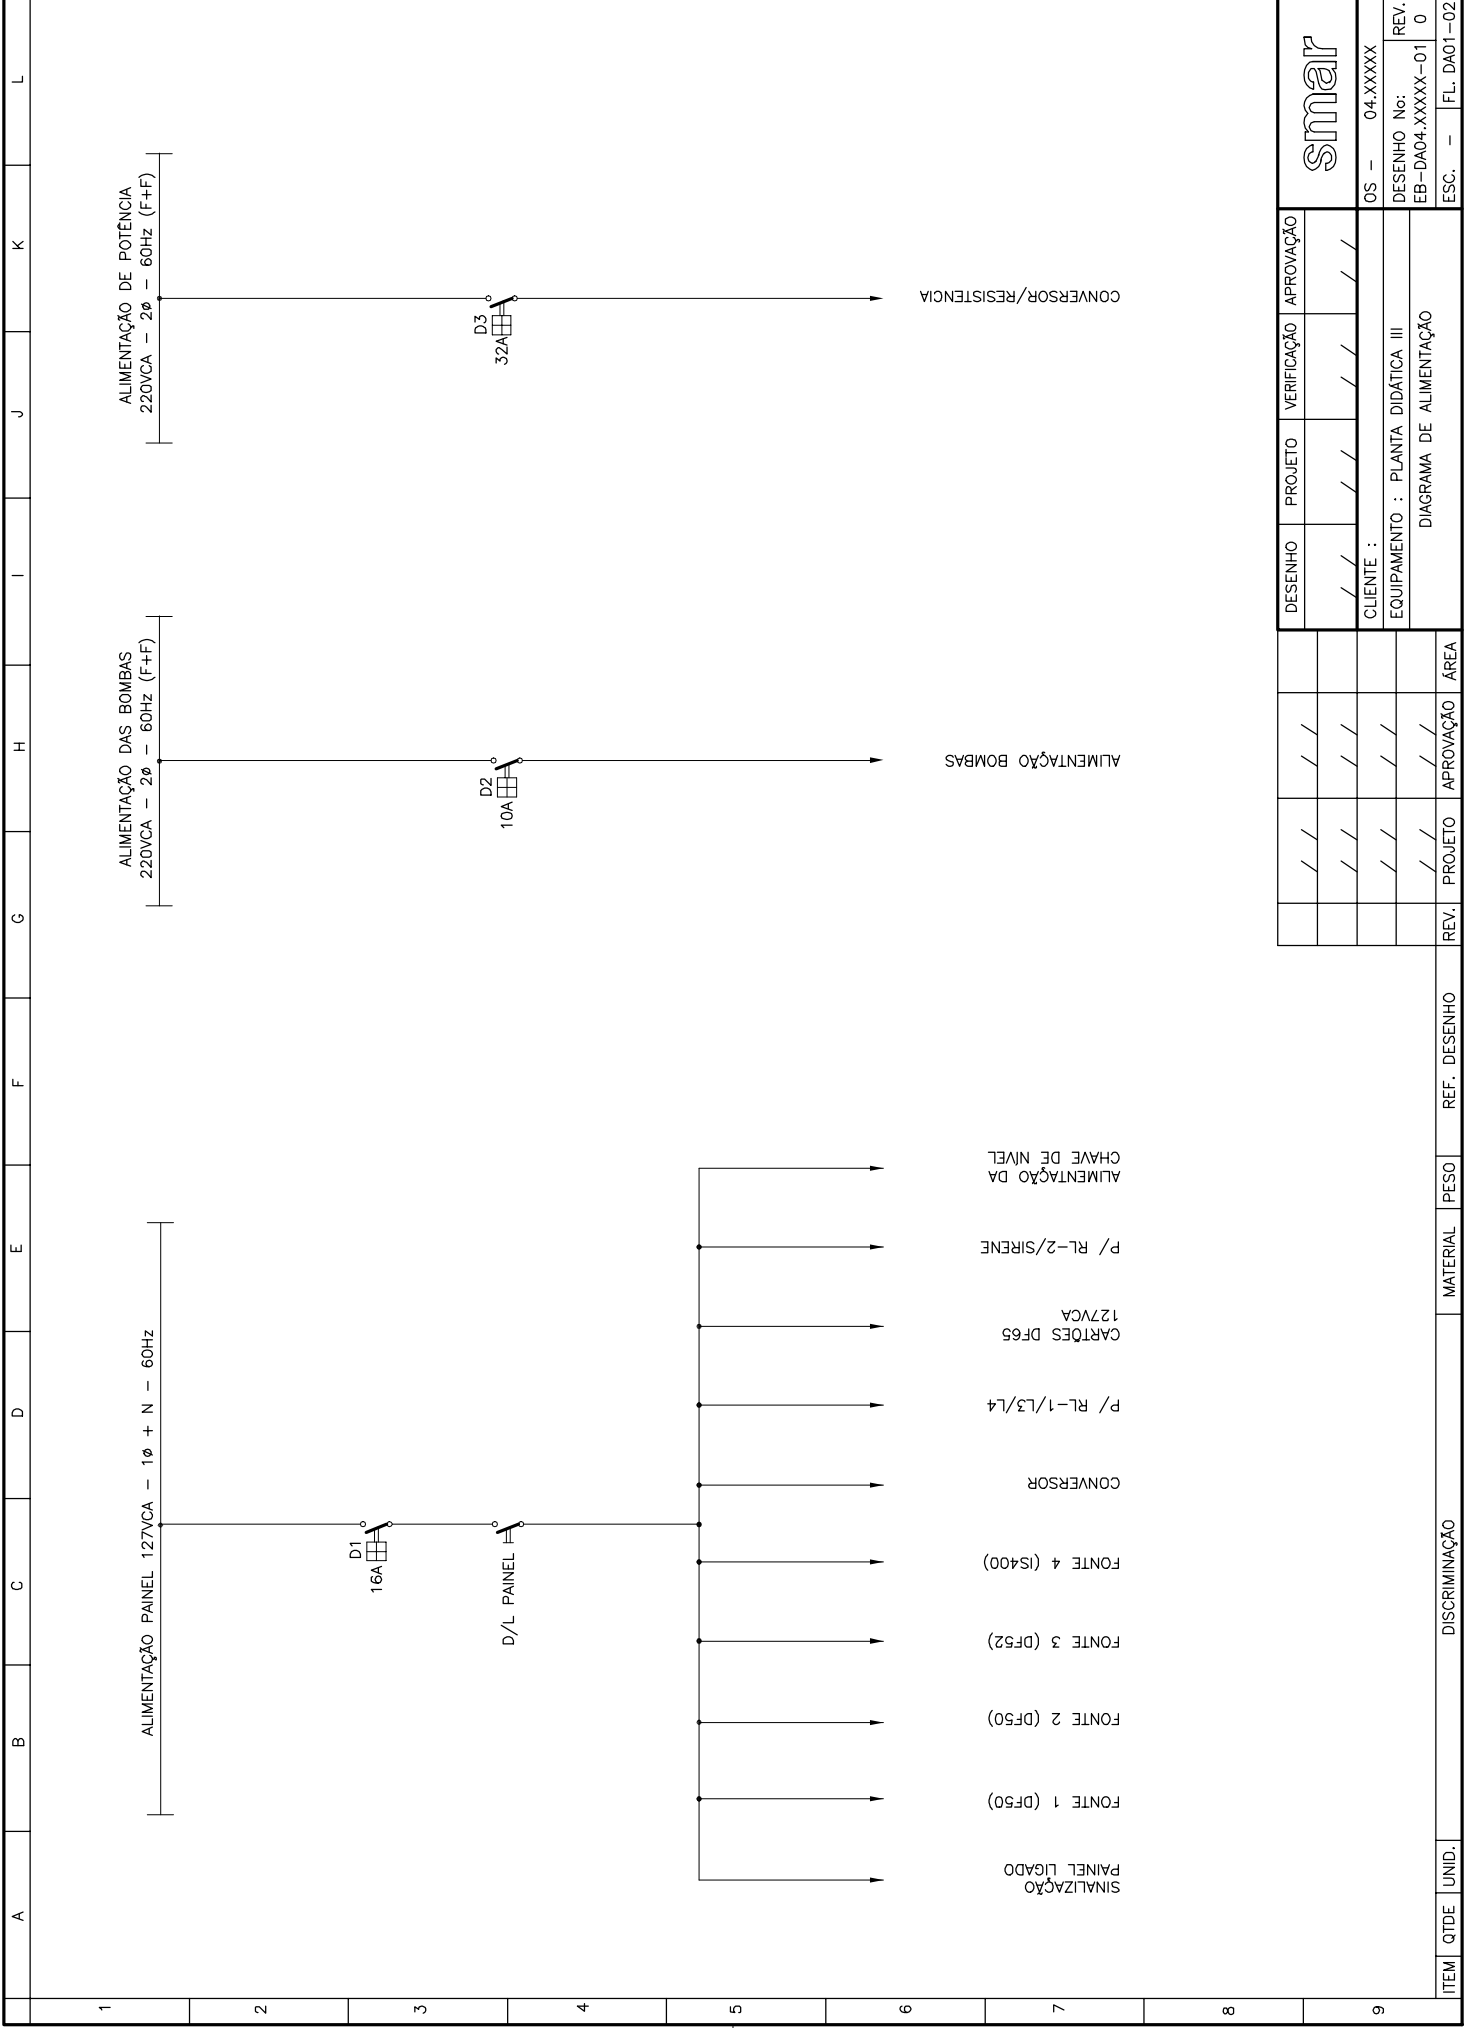 A
B
C
D
E
F
G
H
I
J
K
L
1
2
3
4
5
6
7
8
9
ALIMENTAÇÃO PAINEL 127VCA - 1ø + N - 60Hz
D1
16A
D/L PAINEL
SINALIZAÇÃO
PAINEL LIGADO
FONTE 1 (DF50)
FONTE 2 (DF50)
FONTE 3 (DF52)
FONTE 4 (IS400)
CONVERSOR
P/ RL-1/L3/L4
CARTÕES DF65
127VCA
P/ RL-2/SIRENE
ALIMENTAÇÃO DA
CHAVE DE NÍVEL
ALIMENTAÇÃO DAS BOMBAS
220VCA - 2ø - 60Hz (F+F)
D2
10A
ALIMENTAÇÃO BOMBAS
ALIMENTAÇÃO DE POTÊNCIA
220VCA - 2ø - 60Hz (F+F)
D3
32A
CONVERSOR/RESISTENCIA
ITEM
QTDE
UNID.
DISCRIMINAÇÃO
MATERIAL
PESO
REF. DESENHO
/ / / /
/ / / /
/ / / /
/ / / /
REV.
PROJETO
APROVAÇÃO
ÁREA
DESENHO
PROJETO
VERIFICAÇÃO
APROVAÇÃO
/ / / / / / / /
CLIENTE :
EQUIPAMENTO : PLANTA DIDÁTICA III
DIAGRAMA DE ALIMENTAÇÃO
smar
OS - 04.XXXXX
DESENHO No:
EB-DA04.XXXXX-01
REV.
0
ESC. -
FL. DA01-02